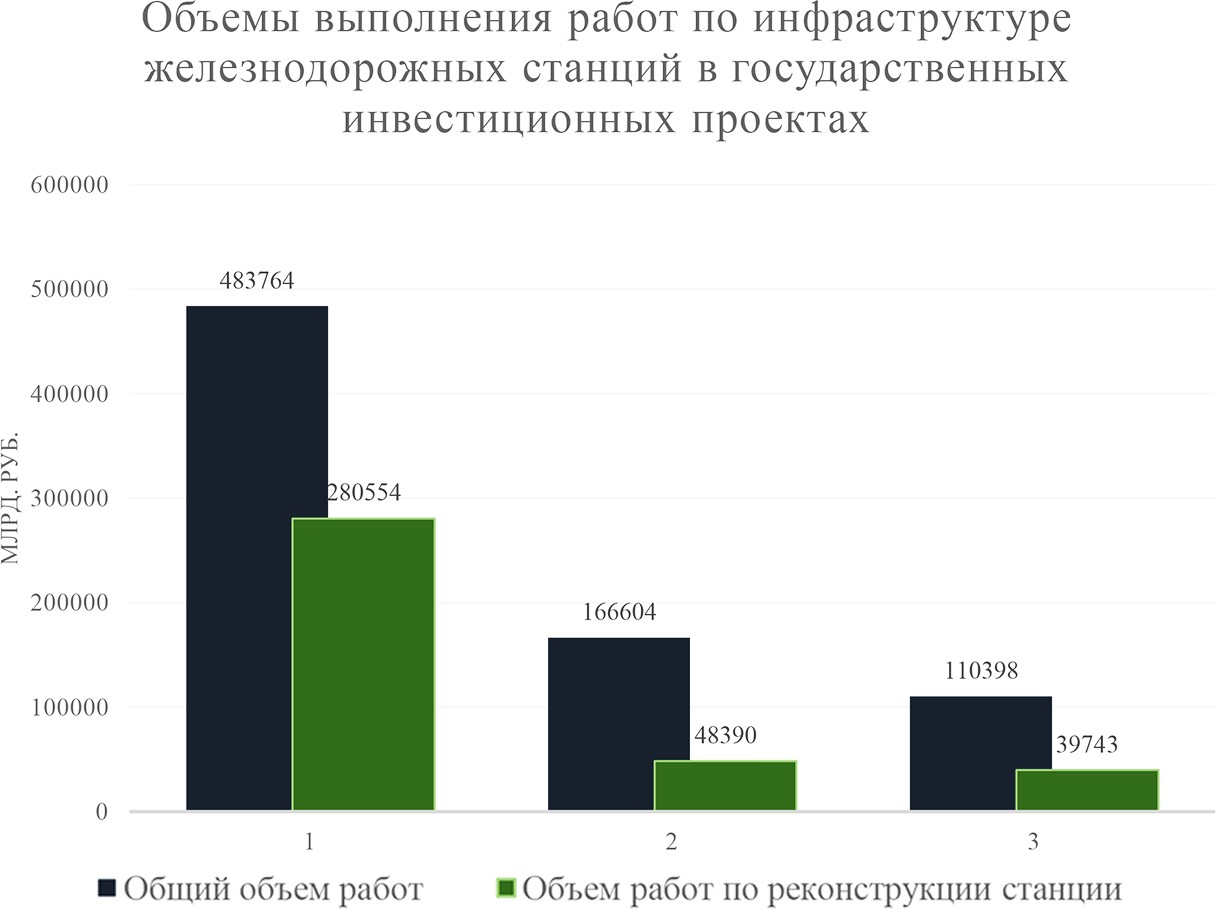 Объемы выполнения работ по инфраструктуре
железнодорожных станций в государственных
инвестиционных проектах
600000
500000
400000
300000
200000
100000
0
МЛРД. РУБ.
483764
280554
166604
48390
110398
39743
1
2
3
Общий объем работ
Объем работ по реконструкции станции